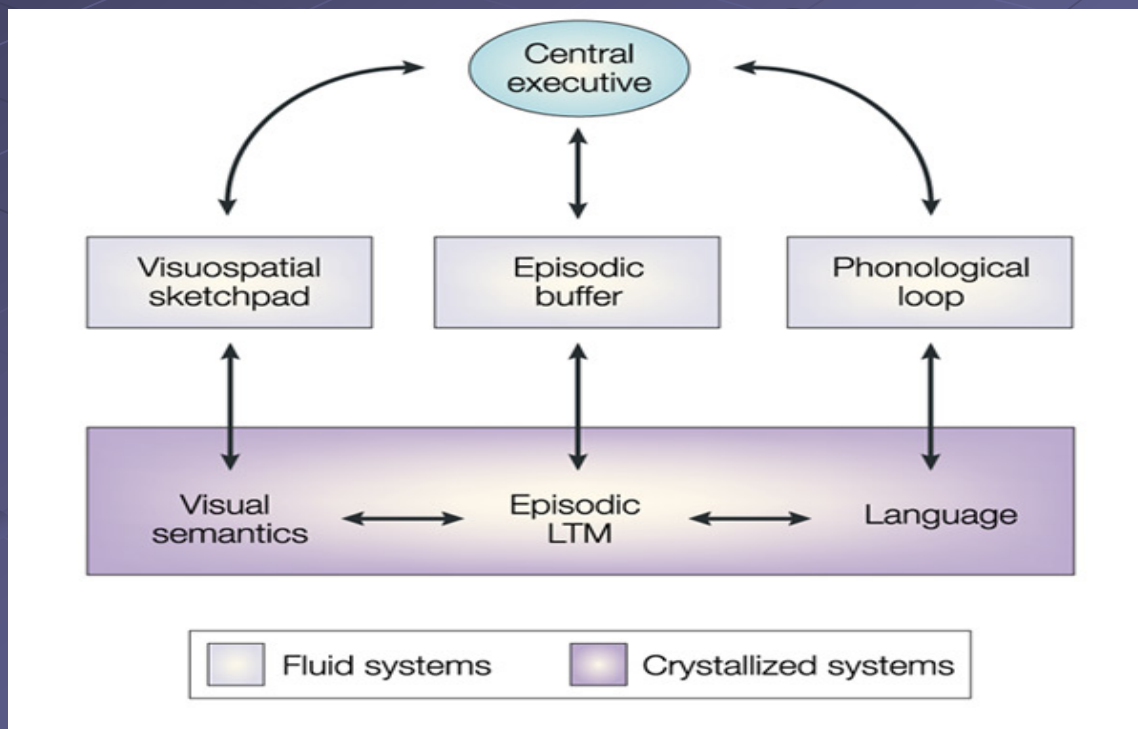 Central
executive
Visuospatial
sketchpad
Episodic
buffer
Phonological
loop
Visual
semantics
Episodic
LTM
Language
Fluid systems
Crystallized systems